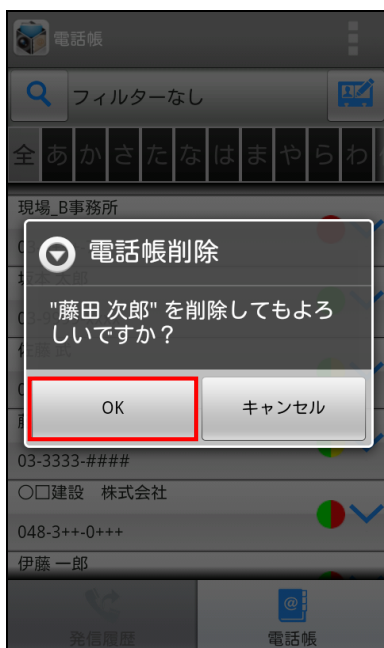 電話帳
フィルターなし
全 あ か さ た な は ま や ら わ
現場_B事務所
電話帳削除
"藤田 次郎" を削除してもよろ
しいですか？
OK キャンセル
03-3333-####
〇□建設　株式会社
048-3++-0+++
伊藤 一郎
発信履歴 電話帳